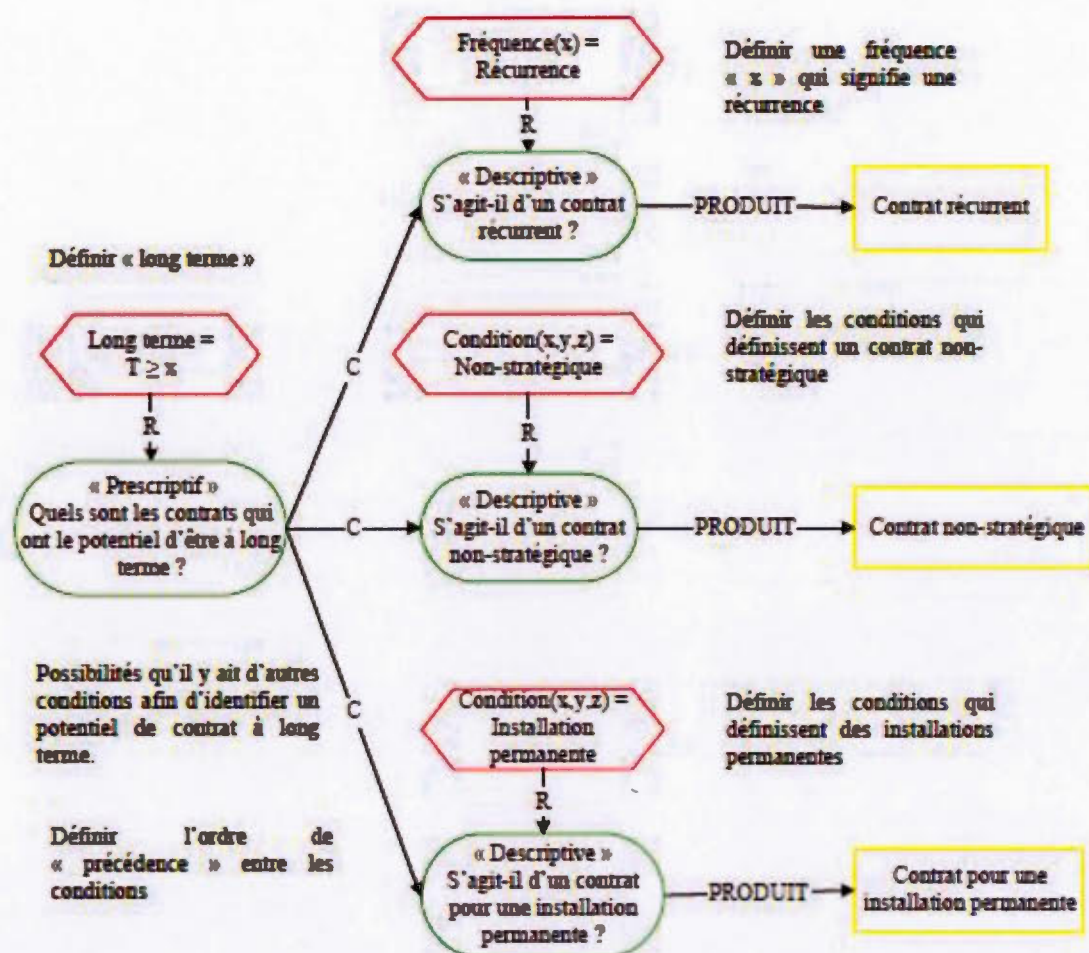 Fréquence(x) =
Récurrence
Définir une fréquence
« x » qui signifie une
récurrence
R
« Descriptive »
S'agit-il d'un contrat
récurrent ?
PRODUIT
Contrat récurrent
Définir « long terme »
Long terme =
T ≥ x
R
C
Condition(x,y,z) =
Non-stratégique
Définir les conditions qui
définissent un contrat non-
stratégique
R
« Prescriptif »
Quels sont les contrats qui
ont le potentiel d'être à long
terme ?
C
« Descriptive »
S'agit-il d'un contrat
non-stratégique ?
PRODUIT
Contrat non-stratégique
Possibilités qu'il y ait d'autres
conditions afin d'identifier un
potentiel de contrat à long
terme.
C
Condition(x,y,z) =
Installation
permanente
Définir les conditions qui
définissent des installations
permanentes
R
Définir l'ordre de
« précédence » entre les
conditions
« Descriptive »
S'agit-il d'un contrat
pour une installation
permanente ?
PRODUIT
Contrat pour une
installation permanente